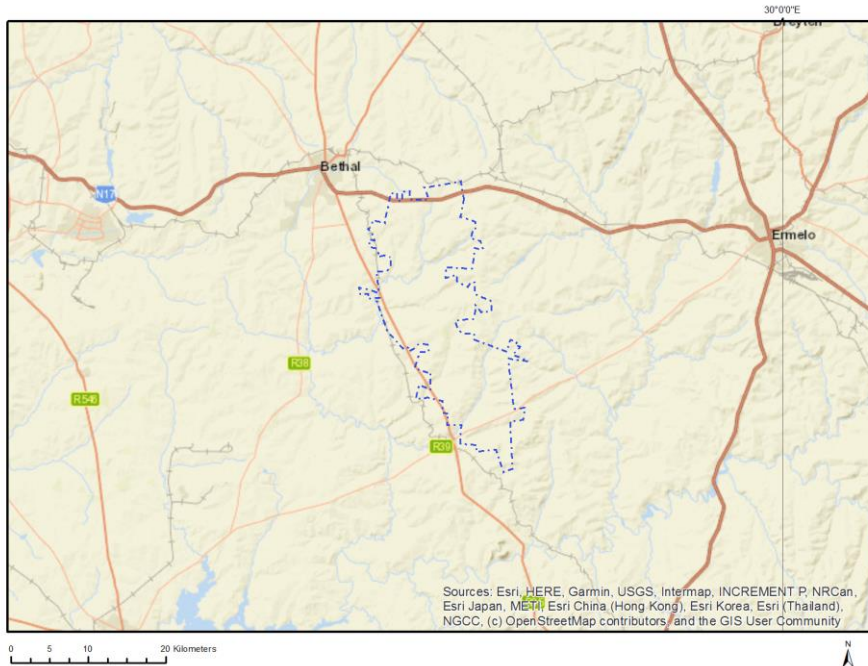 30°0'0"E
Breyten
Bethal
N17
Ermelo
R38
R546
R39
Sources: Esri, HERE, Garmin, USGS, Intermap, INCREMENT P, NRCan,
Esri Japan, METI, Esri China (Hong Kong), Esri Korea, Esri (Thailand),
NGCC, (c) OpenStreetMap contributors, and the GIS User Community
0 5 10 20 Kilometers
N